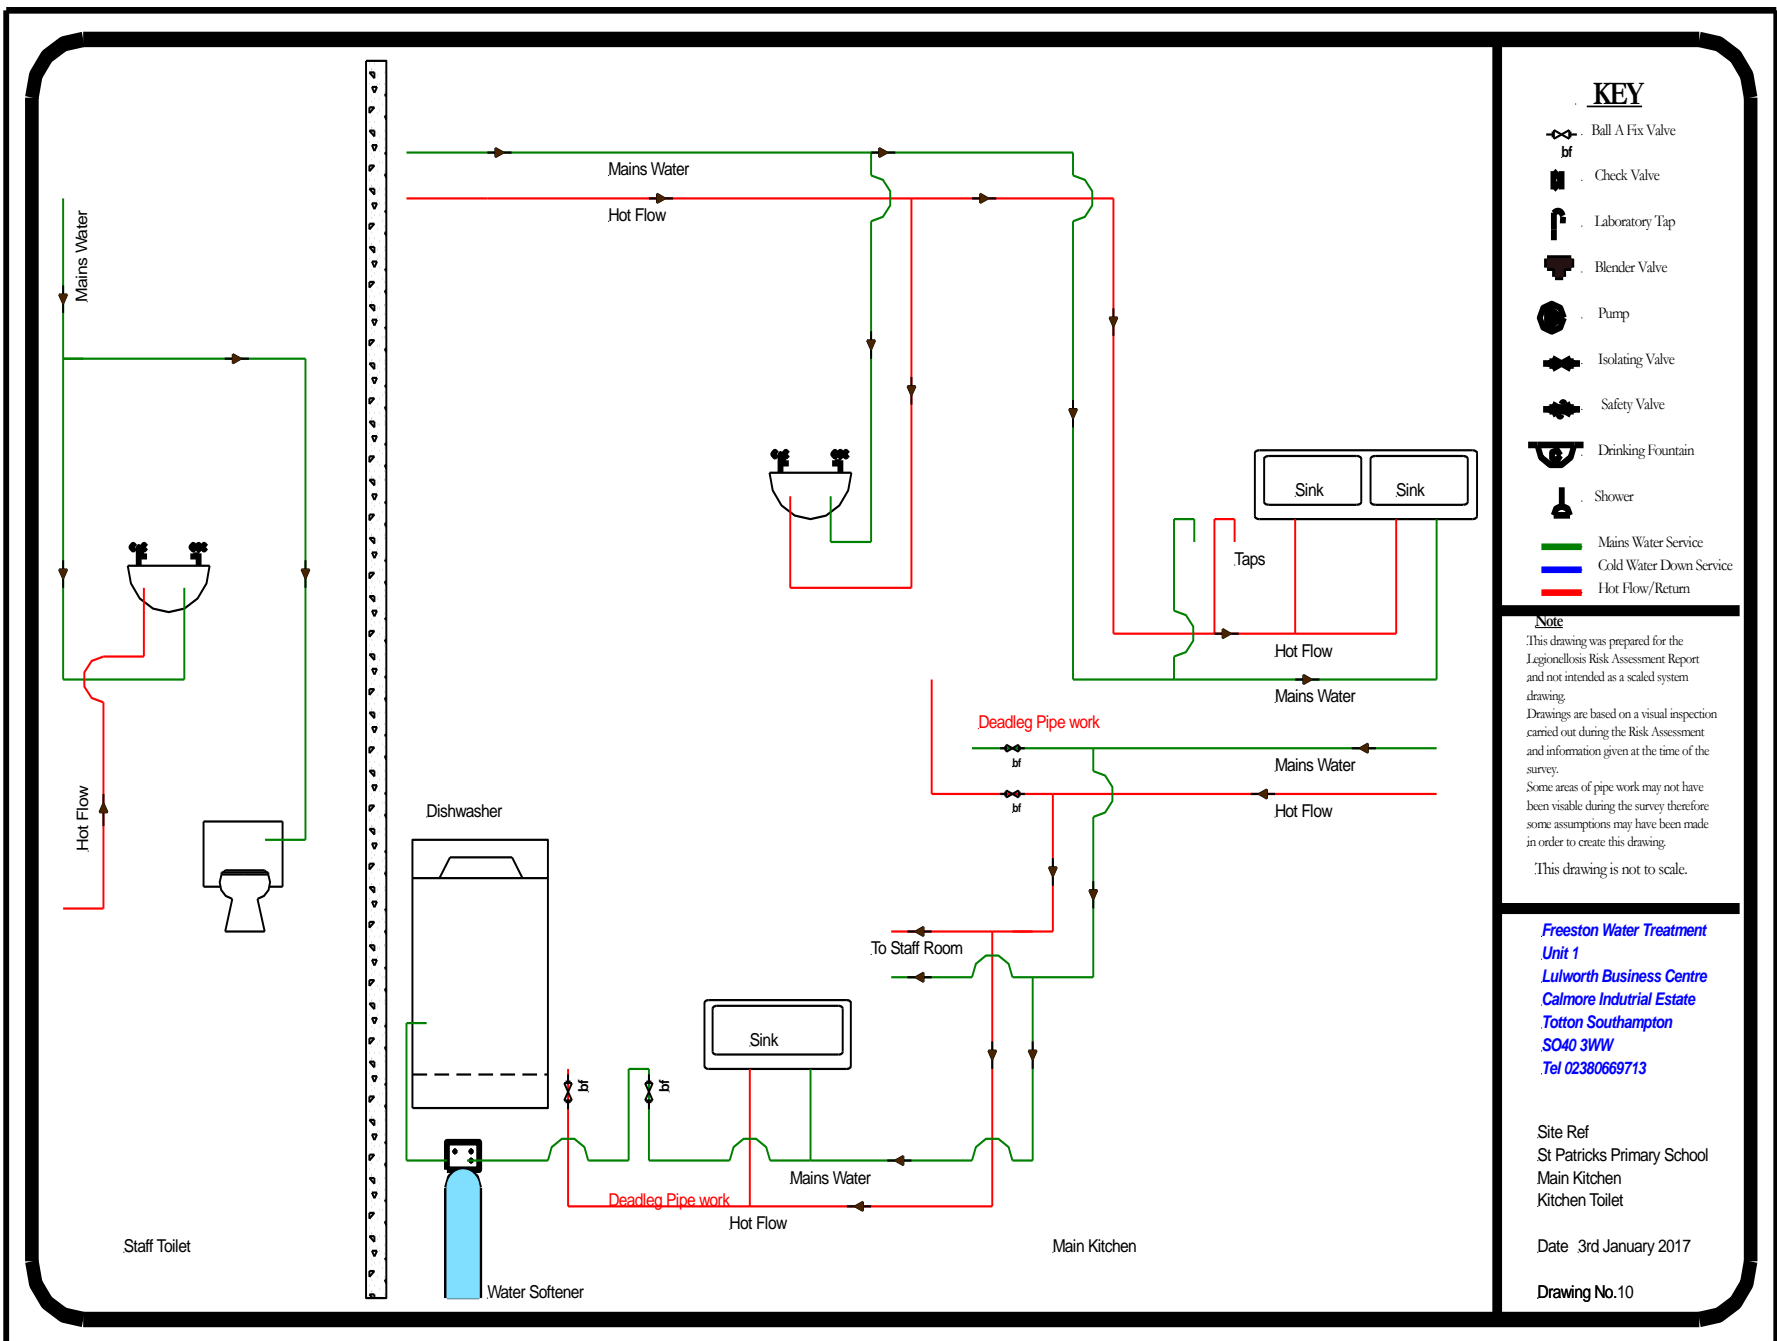 Mains Water
Hot Flow
Mains Water
Hot Flow
Staff Toilet
Sink
Sink
Taps
Hot Flow
Mains Water
Deadleg Pipe work
bf
Mains Water
bf
Hot Flow
Dishwasher
To Staff Room
Sink
bf
bf
Mains Water
Deadleg Pipe work
Hot Flow
Main Kitchen
Water Softener
KEY
Ball A Fix Valve
bf
Check Valve
Laboratory Tap
Blender Valve
Pump
Isolating Valve
Safety Valve
Drinking Fountain
Shower
Mains Water Service
Cold Water Down Service
Hot Flow/Return
Note
This drawing was prepared for the
Legionellosis Risk Assessment Report
and not intended as a scaled system
drawing.
Drawings are based on a visual inspection
carried out during the Risk Assessment
and information given at the time of the
survey.
Some areas of pipe work may not have
been visable during the survey therefore
some assumptions may have been made
in order to create this drawing.
This drawing is not to scale.
Freeston Water Treatment
Unit 1
Lulworth Business Centre
Calmore Indutrial Estate
Totton Southampton
SO40 3WW
Tel 02380669713
Site Ref
St Patricks Primary School
Main Kitchen
Kitchen Toilet
Date 3rd January 2017
Drawing No.10